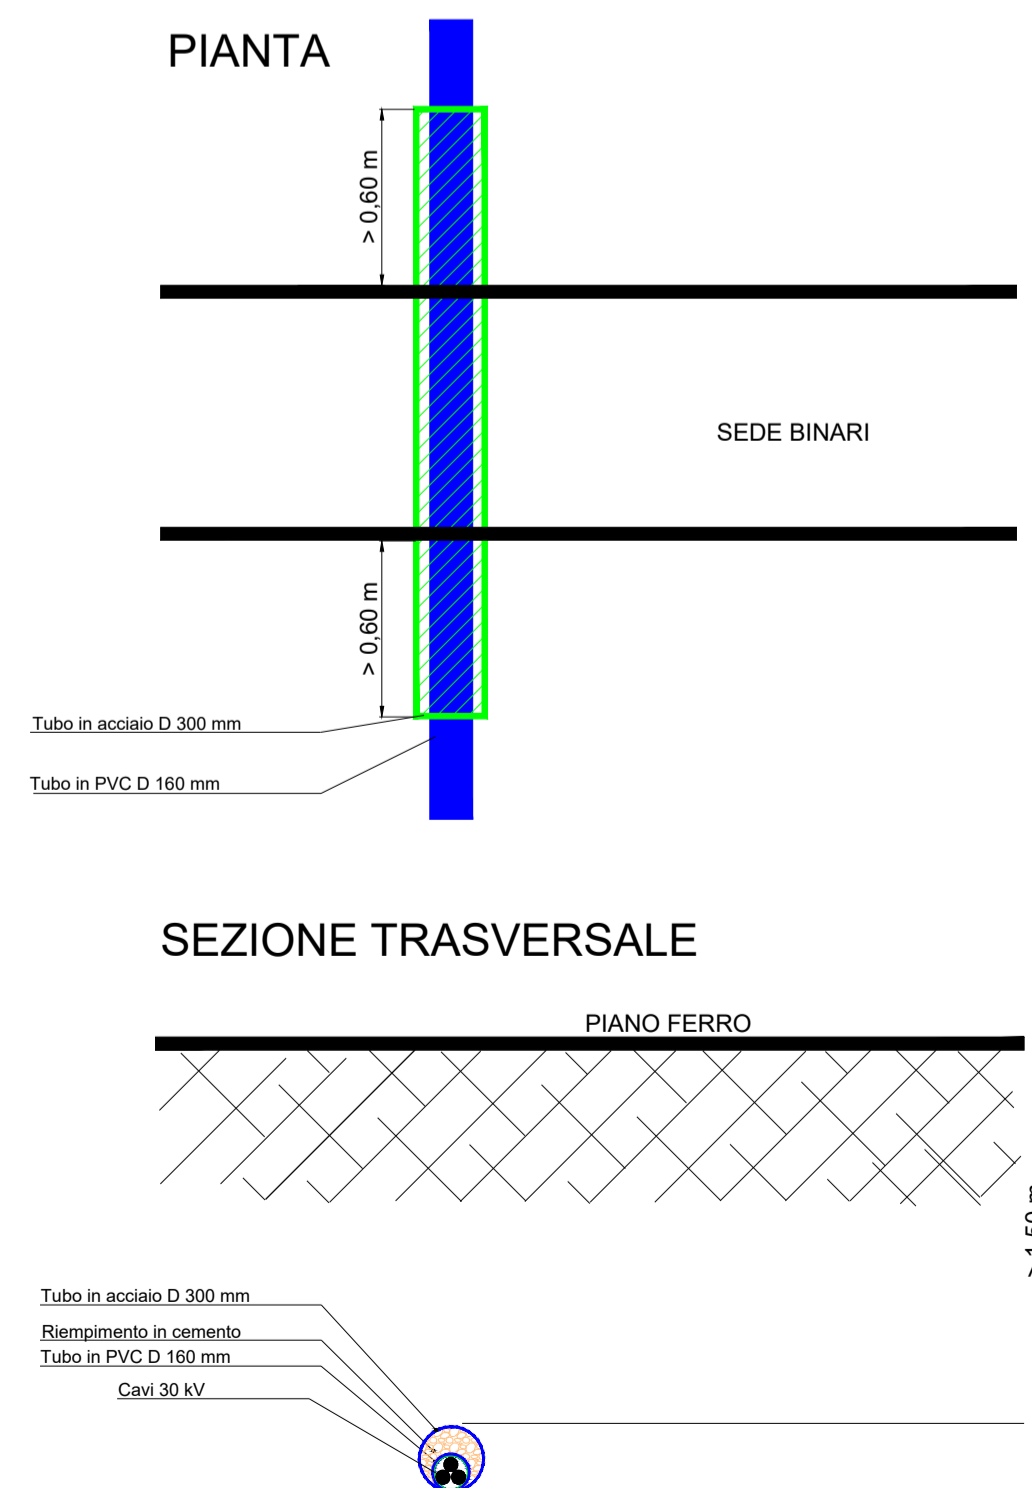 PIANTA
> 0,60 m
SEDE BINARI
> 0,60 m
Tubo in acciaio D 300 mm
Tubo in PVC D 160 mm
SEZIONE TRASVERSALE
PIANO FERRO
Tubo in acciaio D 300 mm
Riempimento in cemento
Tubo in PVC D 160 mm
Cavi 30 kV